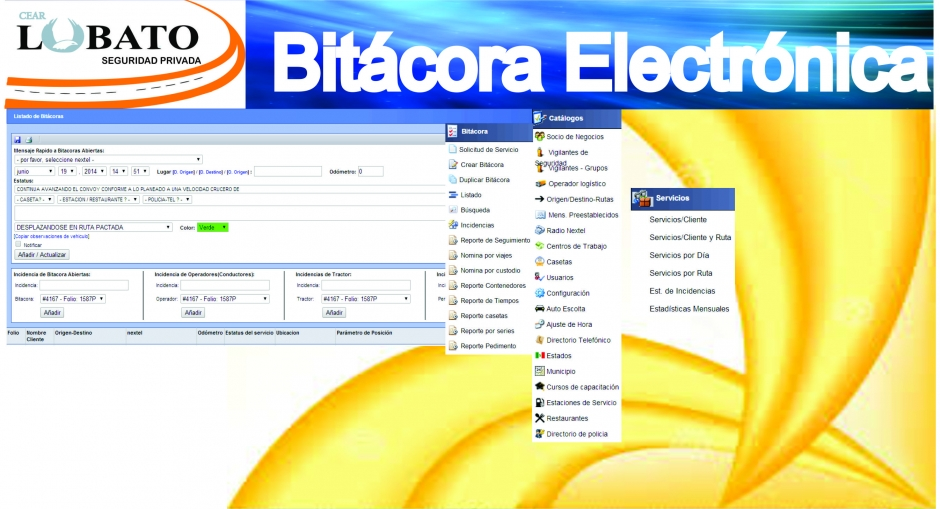 CEAR
LOBATO
SEGURIDAD PRIVADA
Bitácora Electrónica
Listado de Bitácoras
Mensaje Rapido a Bitacoras Abiertas:
- por favor, seleccione nextel -
junio 19 , 2014 14 51 Lugar (O. Origen) / (D. Destino) / (O. Origen) : Odómetro: 0
Estatus:
CONTINUA AVANZANDO EL CONVOY CONFORME A LO PLANEADO A UNA VELOCIDAD CRUCERO DE
- CASETA? - - ESTACION / RESTAURANTE ? - - POLICIA-TEL ? -
DESPLAZANDOSE EN RUTA PACTADA Color: Verde
[Copiar observaciones de vehiculo]
Notificar
Añadir / Actualizar
Incidencia de Bitacora Abiertas: Incidencia de Operadores(Conductores): Incidencias de Tractor: Inci
Incidencia: Incidencia: Incidencia: Incid
Bitacora: #4167 - Folio: 1587P Operador: #4167 - Folio: 1587P Tractor: #4167 - Folio: 1587P Per
Añadir Añadir Añadir
Folio Nombre Cliente Origen-Destino nextel Odómetro Estatus del servicio Ubicacion Parámetro de Posición
Bitácora
Solicitud de Servicio
Crear Bitácora
Duplicar Bitácora
Listado
Búsqueda
Incidencias
Reporte de Seguimiento
Nomina por viajes
Nomina por custodio
Reporte Contenedores
Reporte de Tiempos
Reporte casetas
Reporte por series
Reporte Pedimento
Catálogos
Socio de Negocios
Vigilantes de
Seguridad
Vigilantes - Grupos
Operador logístico
Origen/Destino-Rutas
Mens. Preestablecidos
Radio Nextel
Centros de Trabajo
Casetas
Usuarios
Configuración
Auto Escolta
Ajuste de Hora
Directorio Telefónico
Estados
Municipio
Cursos de capacitación
Estaciones de Servicio
Restaurantes
Directorio de policia
Servicios
Servicios/Cliente
Servicios/Cliente y Ruta
Servicios por Día
Servicios por Ruta
Est. de Incidencias
Estadísticas Mensuales